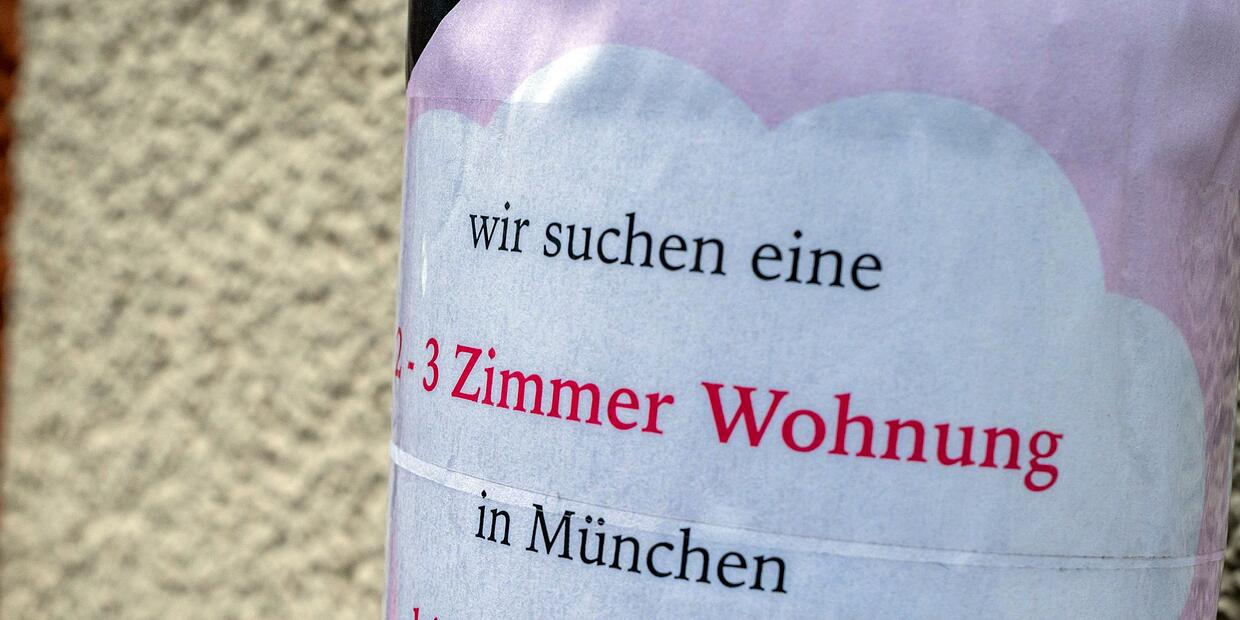 wir suchen eine
2 - 3 Zimmer Wohnung
in München